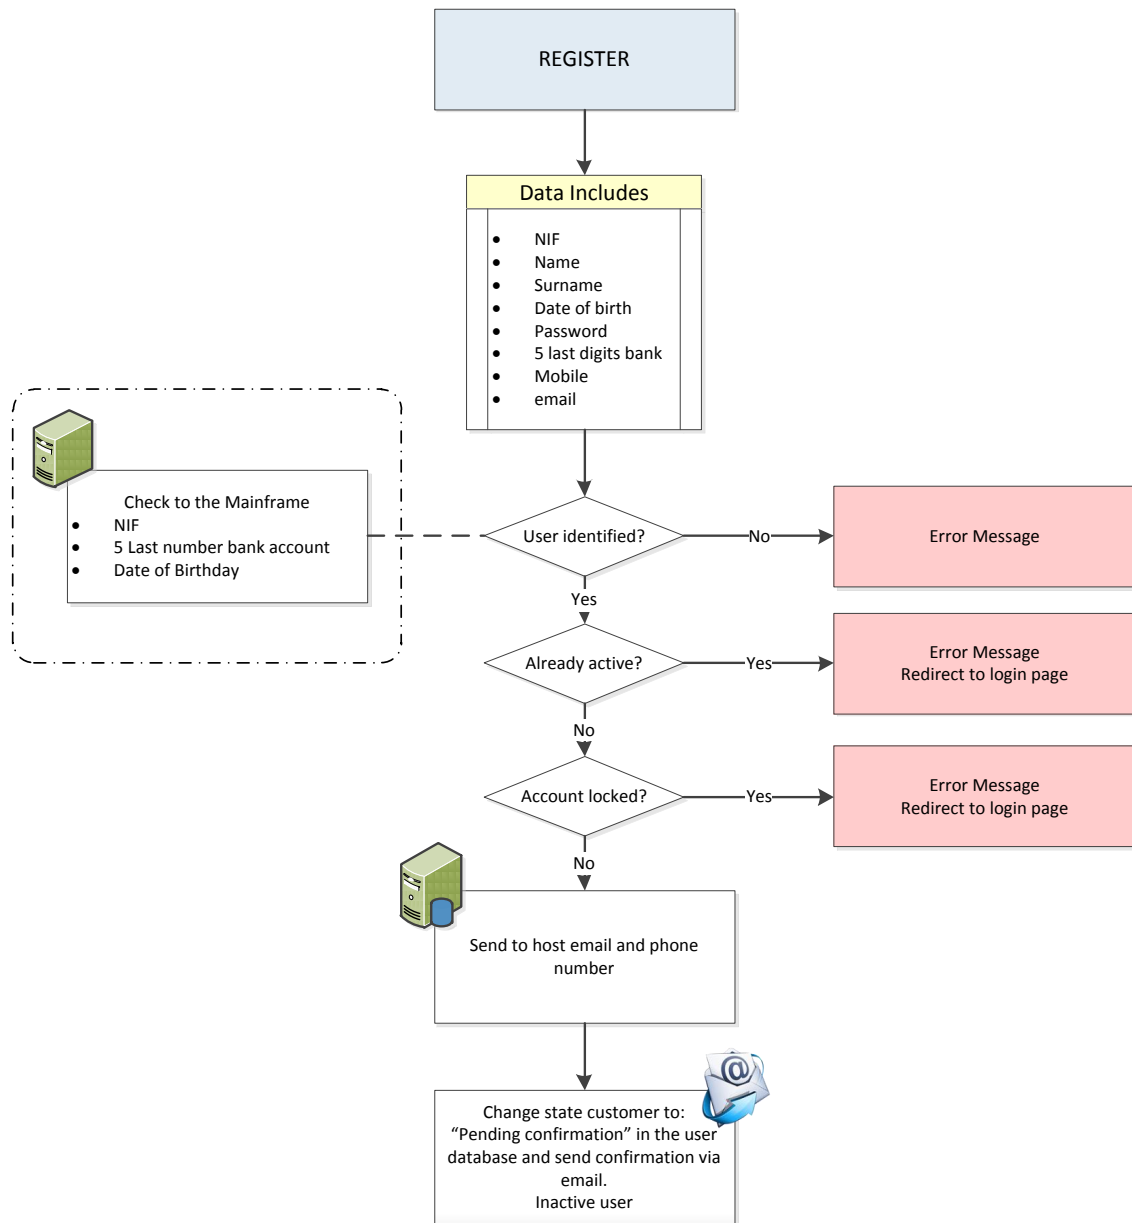 REGISTER
Data Includes
• NIF
• Name
• Surname
• Date of birth
• Password
• 5 last digits bank
• Mobile
• email
Check to the Mainframe
• NIF
• 5 Last number bank account
• Date of Birthday
User identified?
No
Error Message
Yes
Already active?
Yes
Error Message
Redirect to login page
No
Account locked?
Yes
Error Message
Redirect to login page
No
Send to host email and phone
number
@
Change state customer to:
“Pending confirmation” in the user
database and send confirmation via
email.
Inactive user